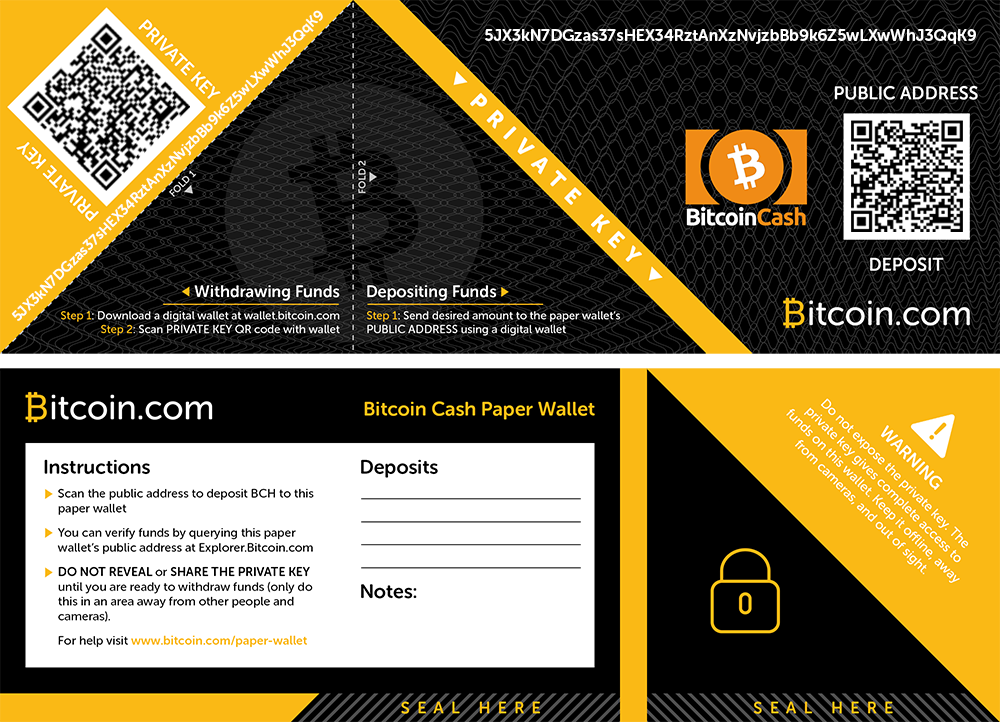 PRIVATE KEY
PRIVATE KEY
5JX3kN7DGzas37sHEX34RztAnXzNvjzbBb9k6Z5wLXwWhJ3QqK9
FOLD 1
FOLD 2
Withdrawing Funds
Step 1: Download a digital wallet at wallet.bitcoin.com
Step 2: Scan PRIVATE KEY QR code with wallet
Depositing Funds
Step 1: Send desired amount to the paper wallet's
PUBLIC ADDRESS using a digital wallet
PRIVATE KEY
5JX3kN7DGzas37sHEX34RztAnXzNvjzbBb9k6Z5wLXwWhJ3QqK9
PUBLIC ADDRESS
BitcoinCash
DEPOSIT
Bitcoin.com
Bitcoin.com
Bitcoin Cash Paper Wallet
Instructions
Scan the public address to deposit BCH to this
paper wallet
You can verify funds by querying this paper
wallet's public address at Explorer.Bitcoin.com
DO NOT REVEAL or SHARE THE PRIVATE KEY
until you are ready to withdraw funds (only do
this in an area away from other people and
cameras).
For help visit www.bitcoin.com/paper-wallet
Deposits
Notes:
SEAL HERE
WARNING
Do not expose the private key. The
private key gives complete access to
funds on this wallet. Keep it offline, away
from cameras, and out of sight.
SEAL HERE